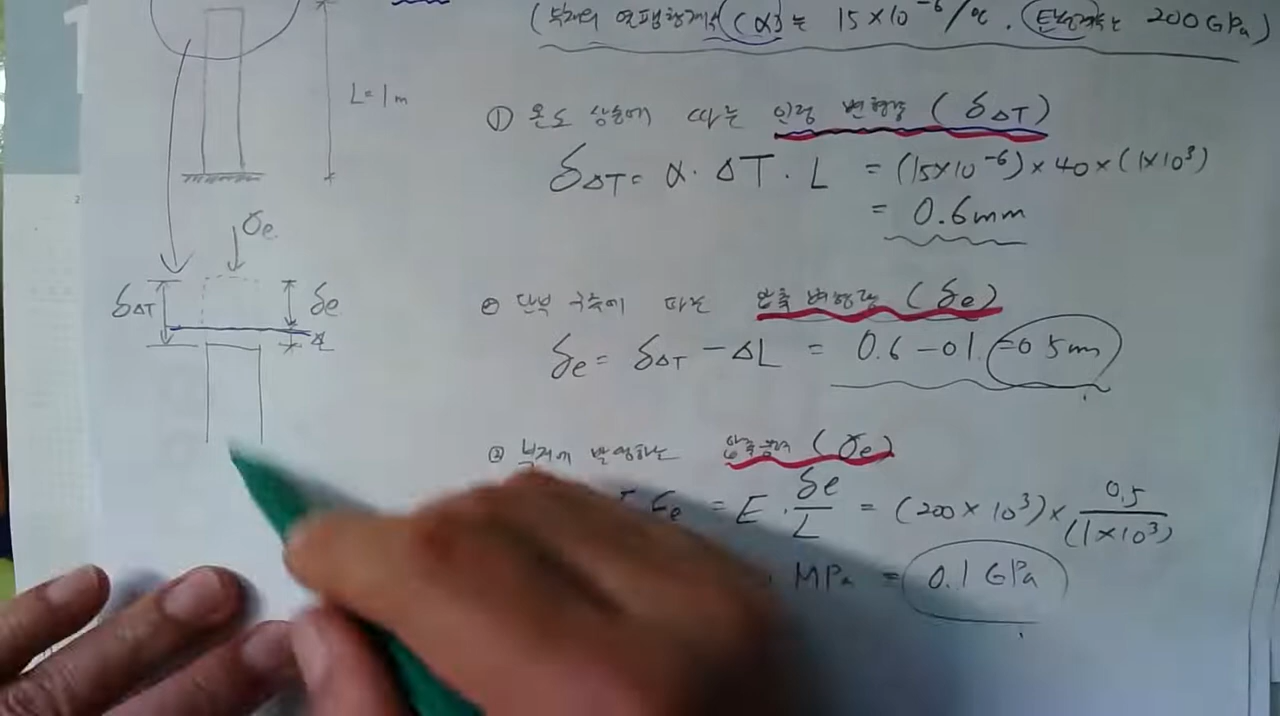 (부재의 열팽창계수(α)는 15×10⁻⁶/℃, 탄성계수는 200GPa)
L=1m
① 온도 상승에 따른 인장 변형량 (δΔT)
δΔT = α · ΔT · L = (15×10⁻⁶)×40×(1×10³)
= 0.6mm
σe
δΔT
δe
② 단부 구속에 따른 압축 변형량 (δe)
δe = δΔT - ΔL = 0.6-0.1 =0.5mm
③ 부재에 발생하는 압축응력 (σe)
εe = E · δe/L = (200×10³)× 0.5/(1×10³)
MPa = 0.1 GPa